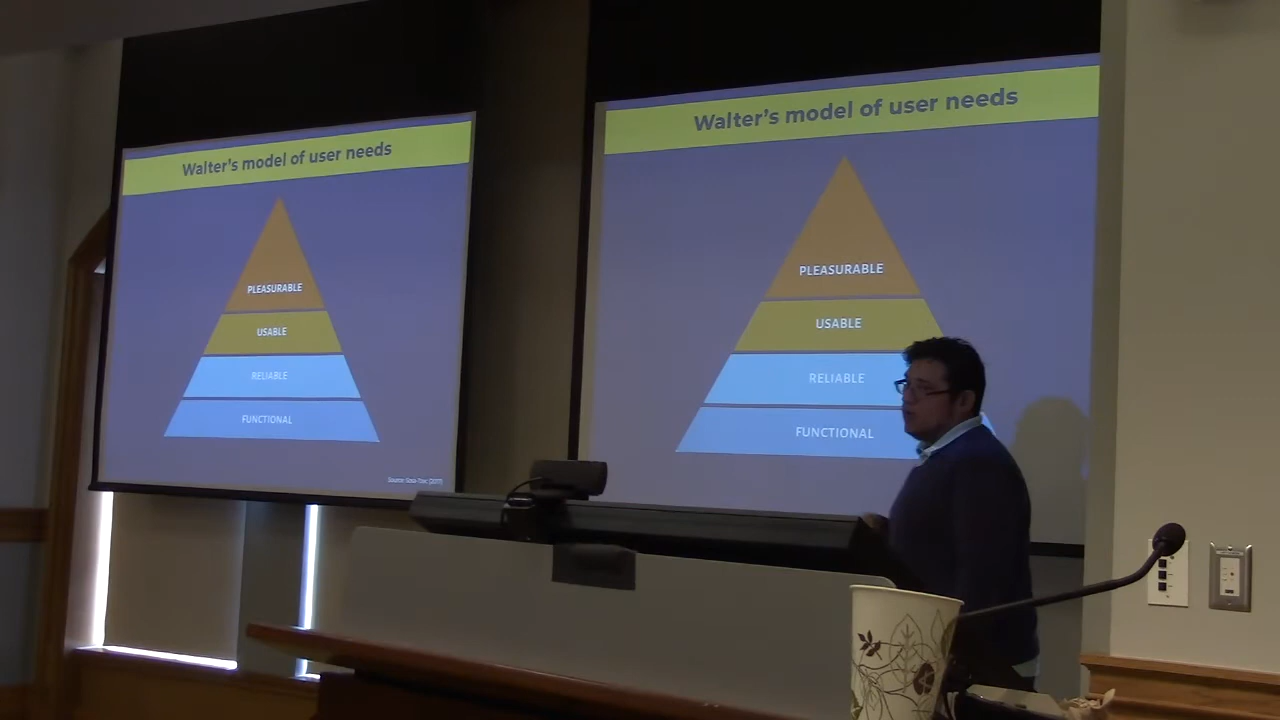 Walter's model of user needs
PLEASURABLE
USABLE
RELIABLE
FUNCTIONAL
Walter's model of user needs
PLEASURABLE
USABLE
RELIABLE
FUNCTIONAL